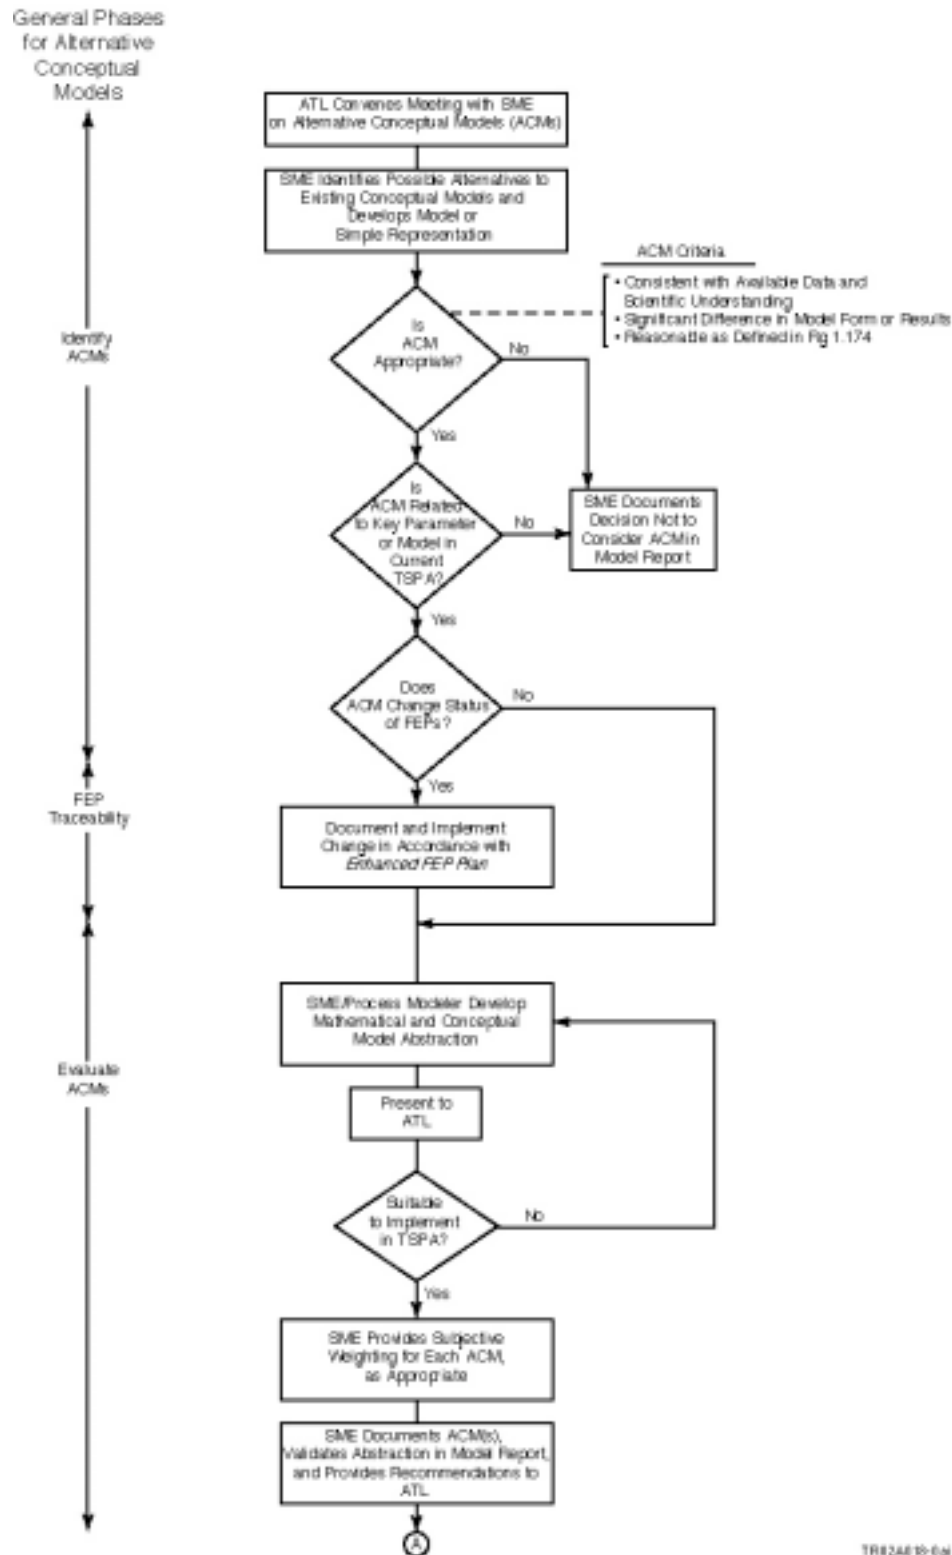 General Phases
for Alternative
Conceptual
Models
ATL Convenes Meeting with SME
on Alternative Conceptual Models (ACMs)
SME Identifies Possible Alternatives to
Existing Conceptual Models and
Develops Model or
Simple Representation
ACM Criteria
• Consistent with Available Data and
Scientific Understanding
• Significant Difference in Model Form or Results
• Reasonable as Defined in Rg 1.174
Identify
ACMs
Is
ACM
Appropriate?
No
Yes
Is
ACM Related
to Key Parameter
or Model in
Current
TSPA?
No
SME Documents
Decision Not to
Consider ACM in
Model Report
Yes
Does
ACM Change Status
of FEPs?
No
Yes
FEP
Traceability
Document and Implement
Change in Accordance with
Enhanced FEP Plan
SME/Process Modeler Develop
Mathematical and Conceptual
Model Abstraction
Evaluate
ACMs
Present to
ATL
Suitable
to Implement
in TSPA?
No
Yes
SME Provides Subjective
Weighting for Each ACM,
as Appropriate
SME Documents ACM(s),
Validates Abstraction in Model Report,
and Provides Recommendations to
ATL
A